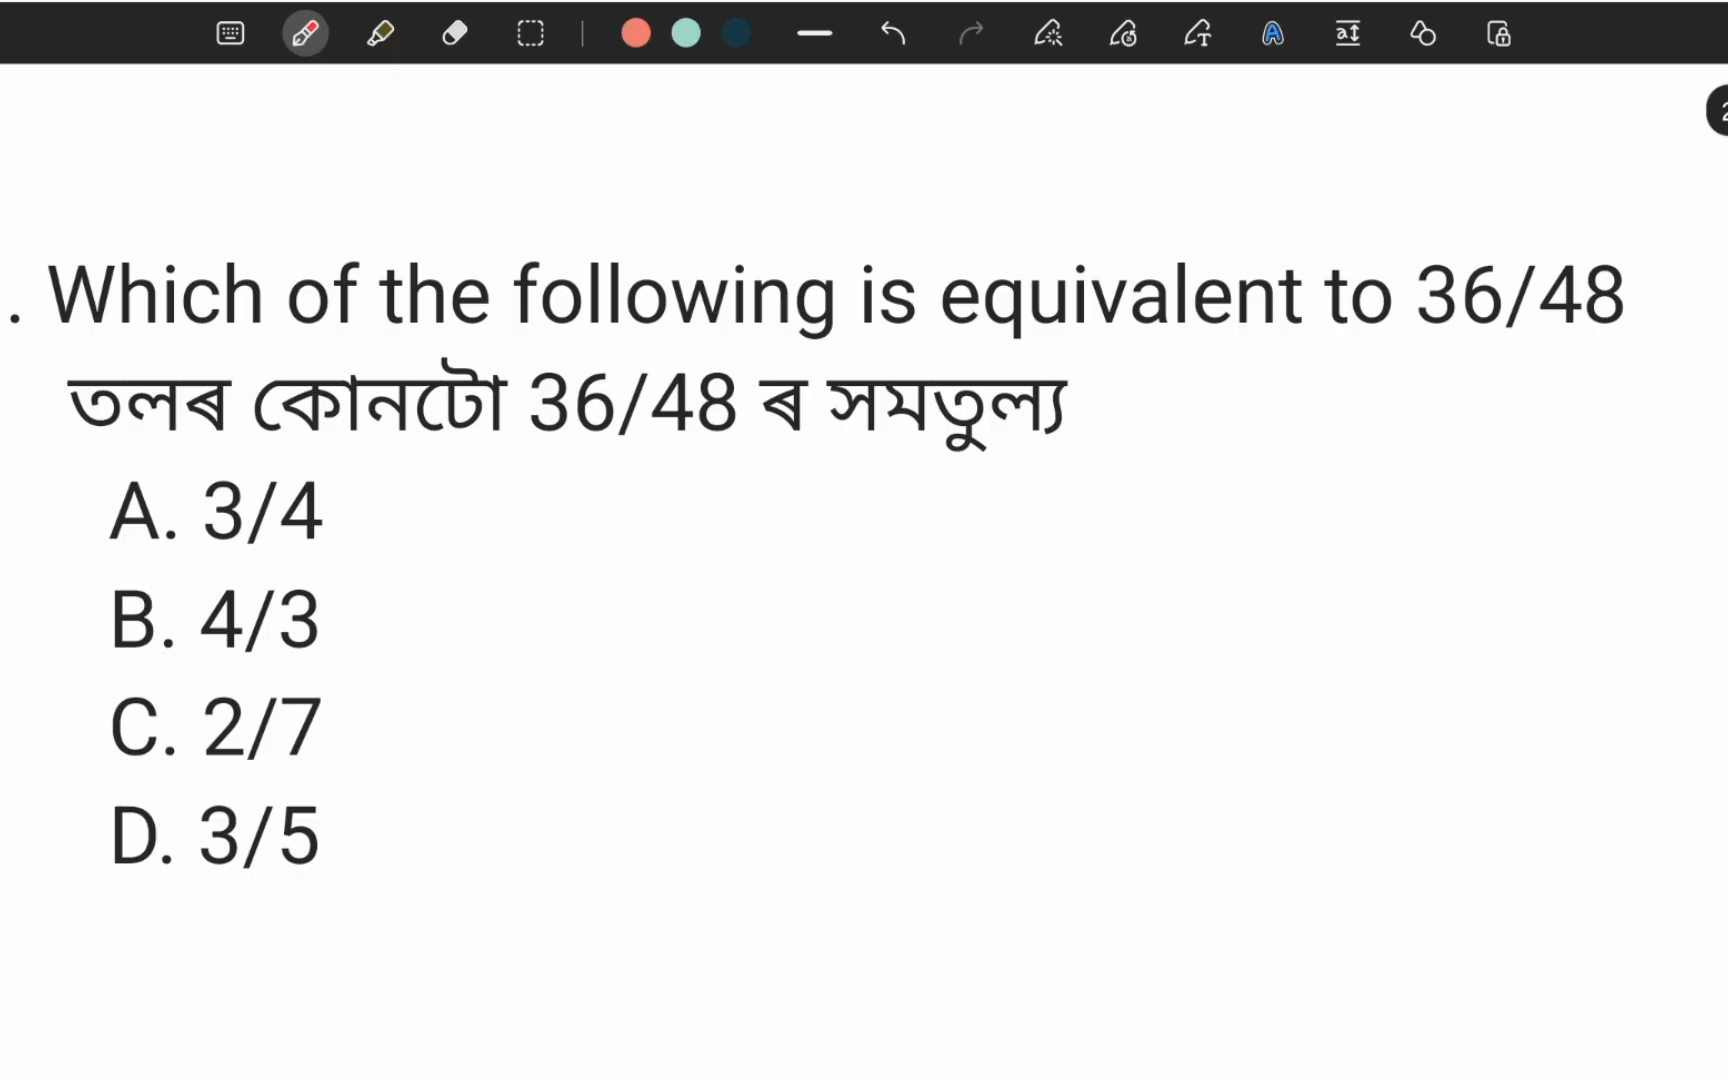 . Which of the following is equivalent to 36/48
তলৰ কোনটো 36/48 ৰ সমতুল্য
A. 3/4
B. 4/3
C. 2/7
D. 3/5